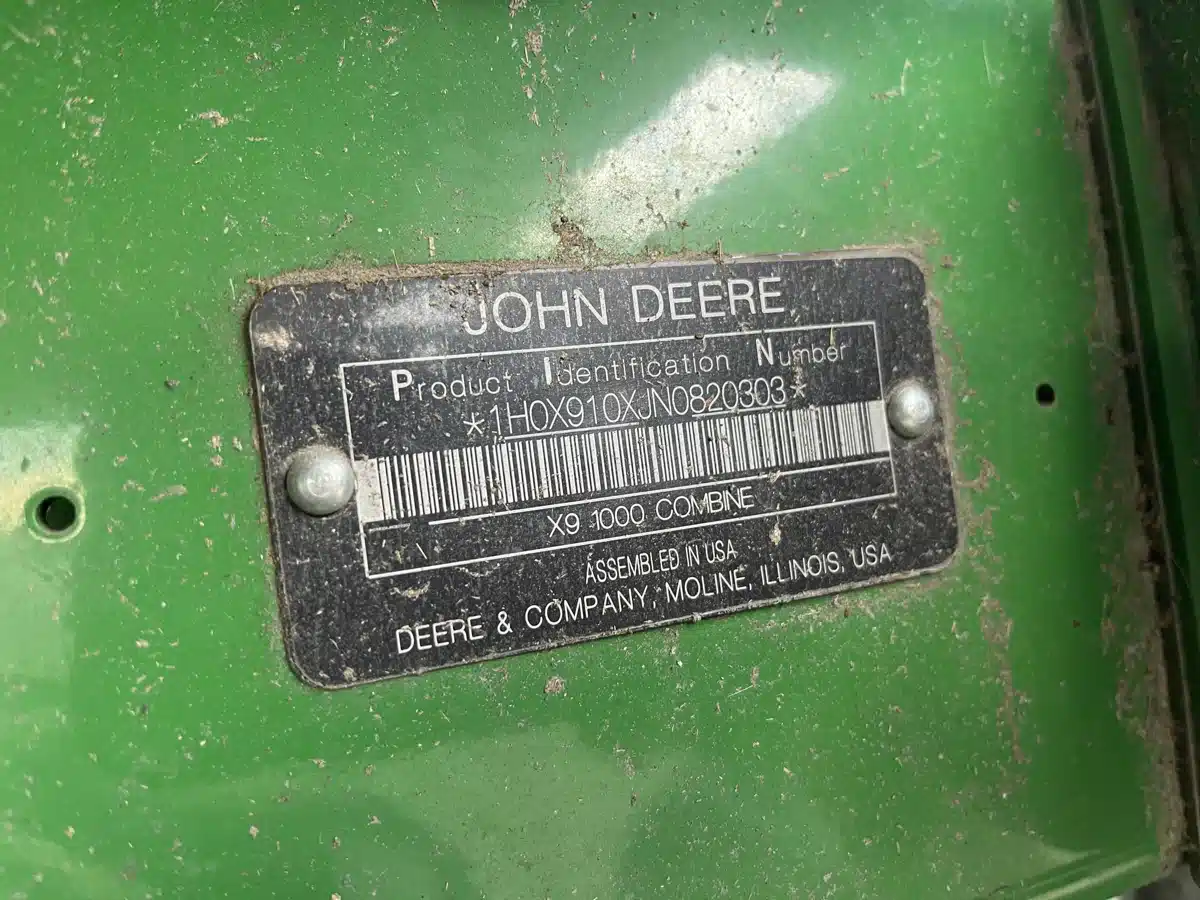 JOHN DEERE
Product Identification Number
*1H0X910XJN0820303*
X9 1000 COMBINE
ASSEMBLED IN USA
DEERE & COMPANY, MOLINE, ILLINOIS, USA